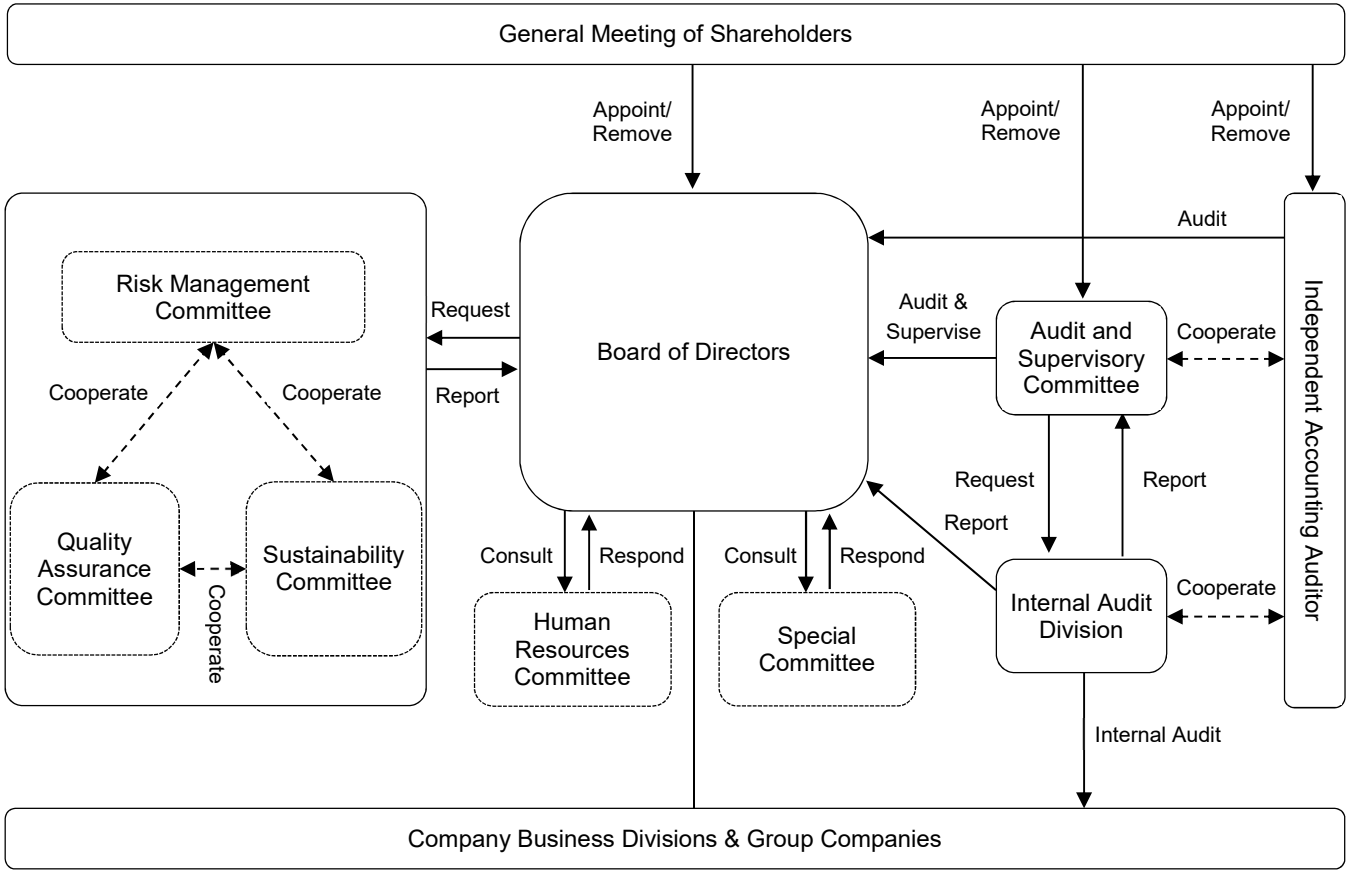 General Meeting of Shareholders
Appoint/
Remove
Appoint/
Remove
Appoint/
Remove
Audit
Risk Management
Committee
Request
Report
Cooperate
Cooperate
Quality
Assurance
Committee
Sustainability
Committee
Cooperate
Board of Directors
Audit &
Supervise
Audit and
Supervisory
Committee
Cooperate
Independent Accounting Auditor
Request
Report
Report
Consult
Respond
Consult
Respond
Human
Resources
Committee
Special
Committee
Internal Audit
Division
Cooperate
Internal Audit
Company Business Divisions & Group Companies